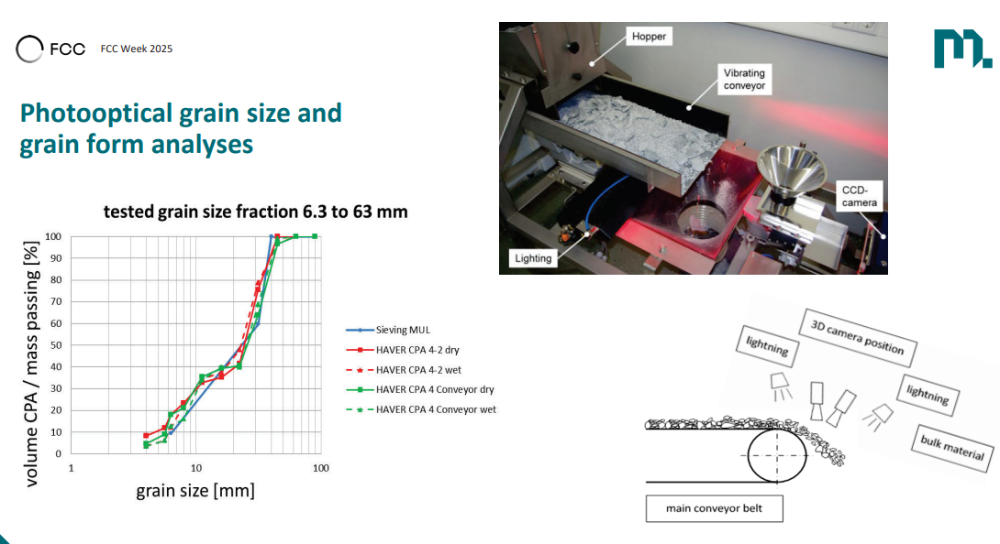 FCC
FCC Week 2025
m.
Photooptical grain size and
grain form analyses
Hopper
Vibrating
conveyor
CCD-
camera
Lighting
tested grain size fraction 6.3 to 63 mm
volume CPA / mass passing [%]
100
90
80
70
60
50
40
30
20
10
0
1
10
100
grain size [mm]
Sieving MUL
HAVER CPA 4-2 dry
HAVER CPA 4-2 wet
HAVER CPA 4 Conveyor dry
HAVER CPA 4 Conveyor wet
3D camera position
lightning
lightning
bulk material
main conveyor belt